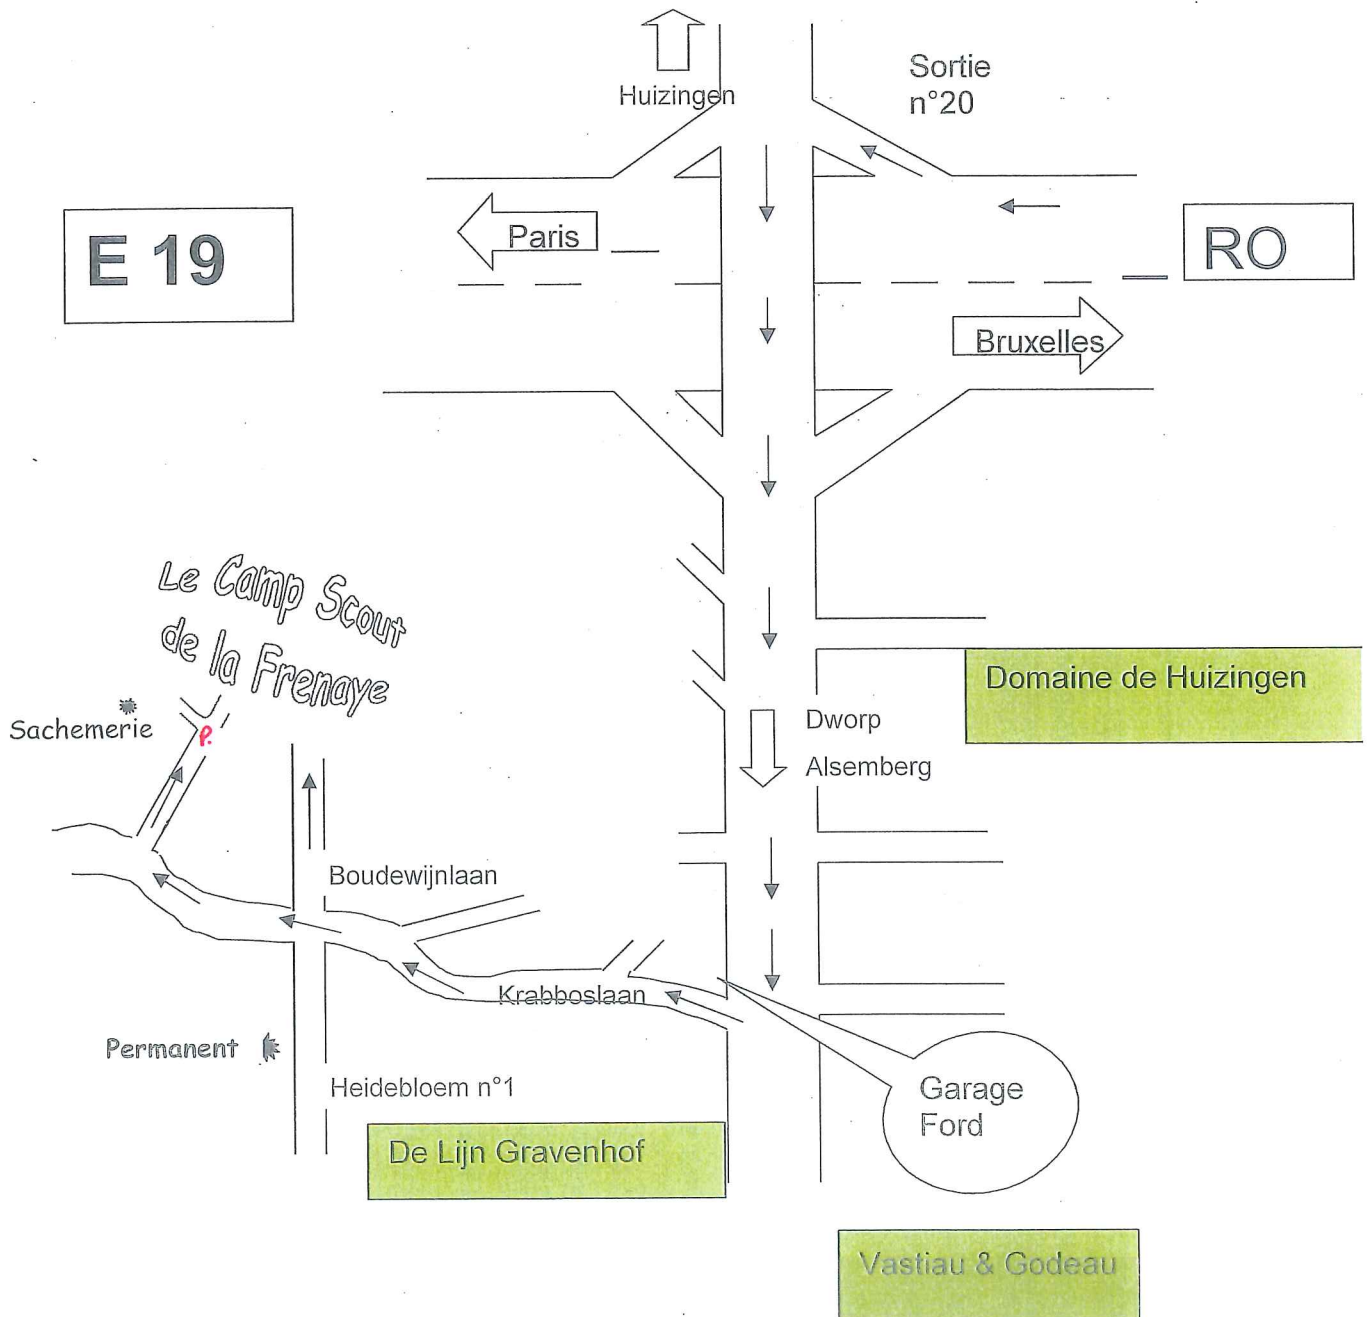 Huizingen
Sortie
n°20
E 19
Paris
RO
Bruxelles
Le Camp Scout
de la Frenaye
Sachemerie
P.
Domaine de Huizingen
Dworp
Alsemberg
Boudewijnlaan
Krabboslaan
Permanent
Heidebloem n°1
Garage
Ford
De Lijn Gravenhof
Vastiau & Godeau